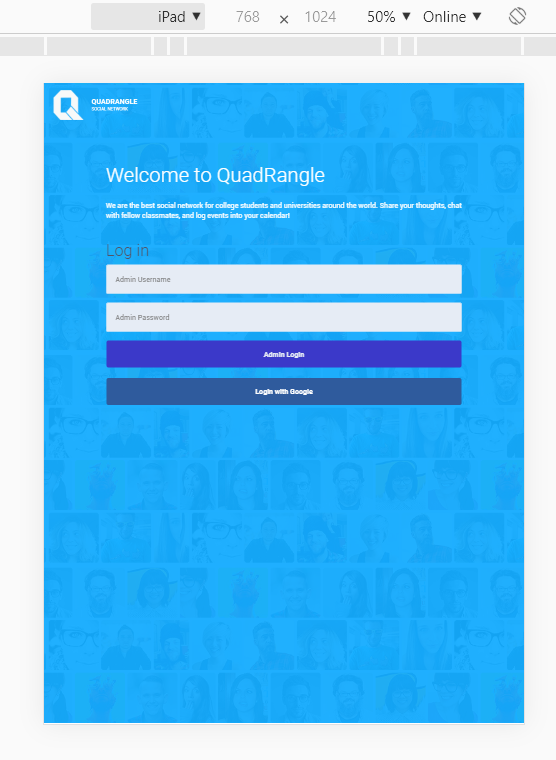 iPad ▼ 768 × 1024 50% ▼ Online ▼
QUADRANGLE
SOCIAL NETWORK
Welcome to QuadRangle
We are the best social network for college students and universities around the world. Share your thoughts, chat
with fellow classmates, and log events into your calendar!
Log in
Admin Username
Admin Password
Admin Login
Login with Google